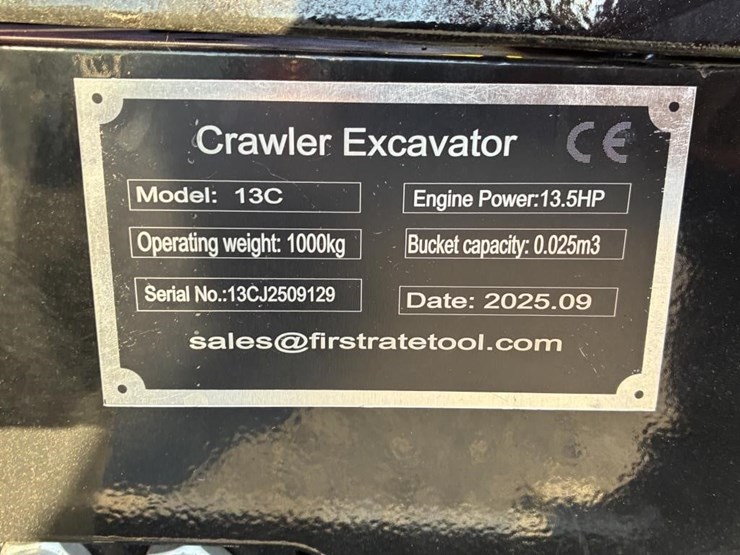 Crawler Excavator CE
Model: 13C
Engine Power:13.5HP
Operating weight: 1000kg
Bucket capacity: 0.025m3
Serial No.:13CJ2509129
Date: 2025.09
sales@firstratetool.com